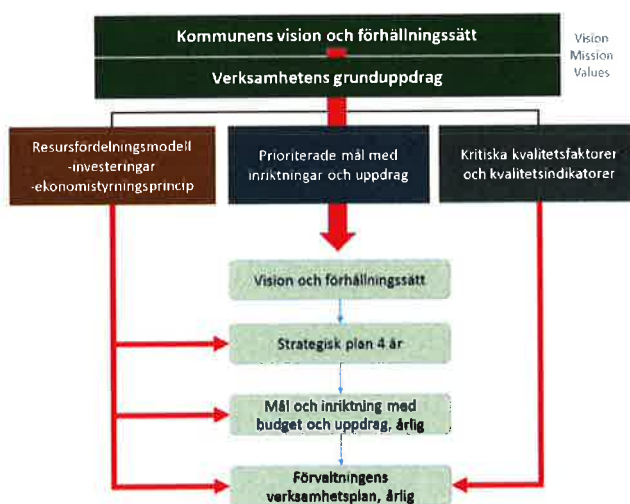 Kommunens vision och förhållningssätt
Verksamhetens grunduppdrag
Vision
Mission
Values
Resursfördelningsmodell
-investeringar
-ekonomistyrningsprincip
Prioriterade mål med
inriktningar och uppdrag
Kritiska kvalitetsfaktorer
och kvalitetsindikatorer
Vision och förhållningssätt
Strategisk plan 4 år
Mål och inriktning med
budget och uppdrag, årlig
Förvaltningens
verksamhetsplan, årlig